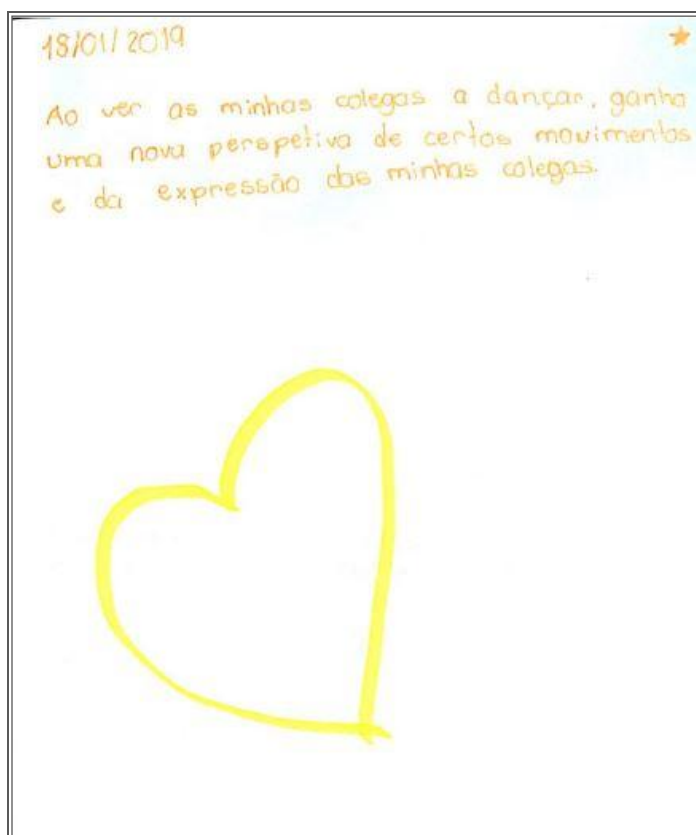 18/01/2019
Ao ver as minhas colegas a dançar, ganho
uma nova perspetiva de certos movimentos
e da expressão das minhas colegas.